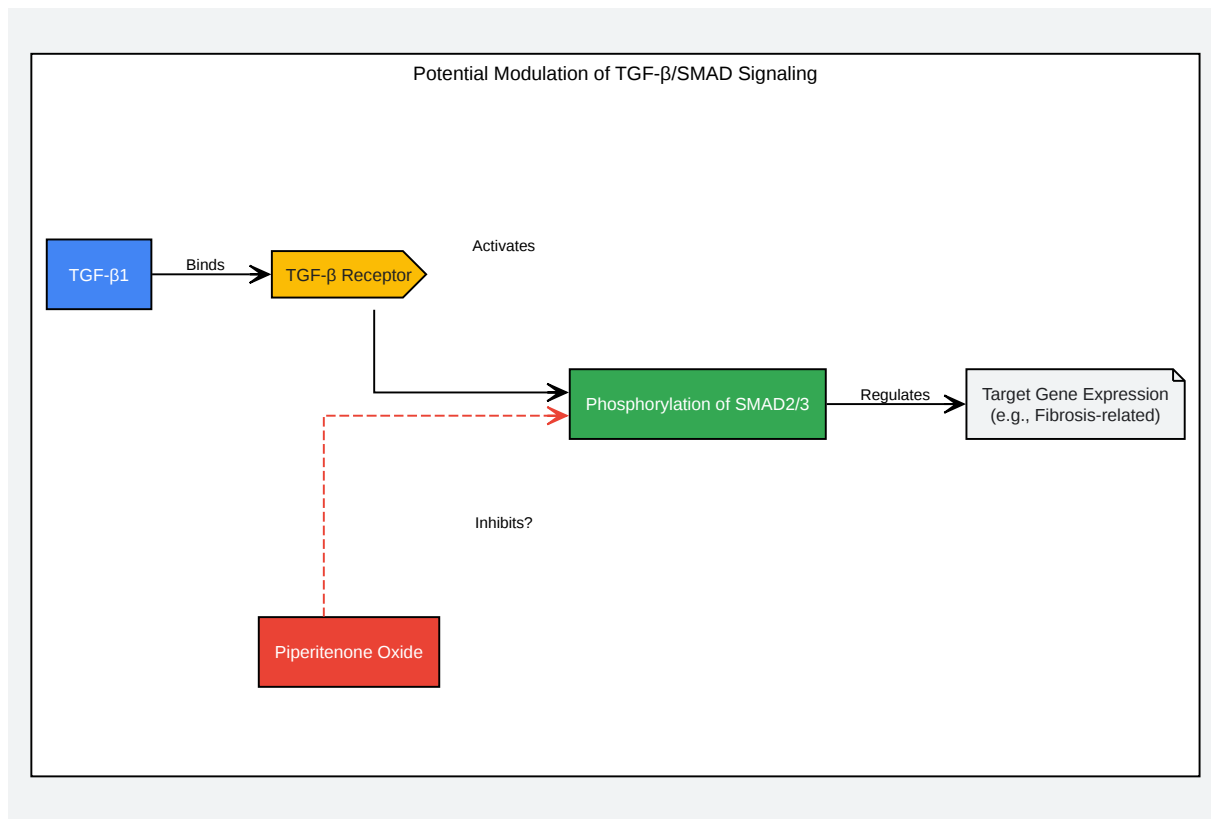 Potential Modulation of TGF-β/SMAD Signaling
Activates
TGF-β1
Binds
TGF-β Receptor
Phosphorylation of SMAD2/3
Regulates
Target Gene Expression
(e.g., Fibrosis-related)
Inhibits?
Piperitenone Oxide